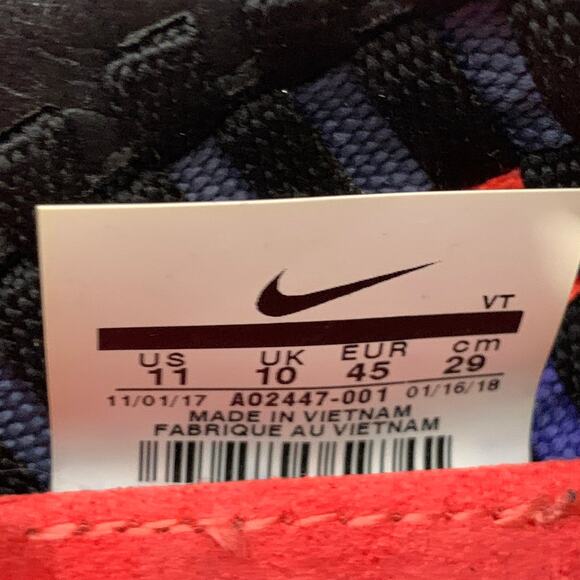 VT
US UK EUR cm
11 10 45 29
11/01/17 AO2447-001 01/16/18
MADE IN VIETNAM
FABRIQUE AU VIETNAM